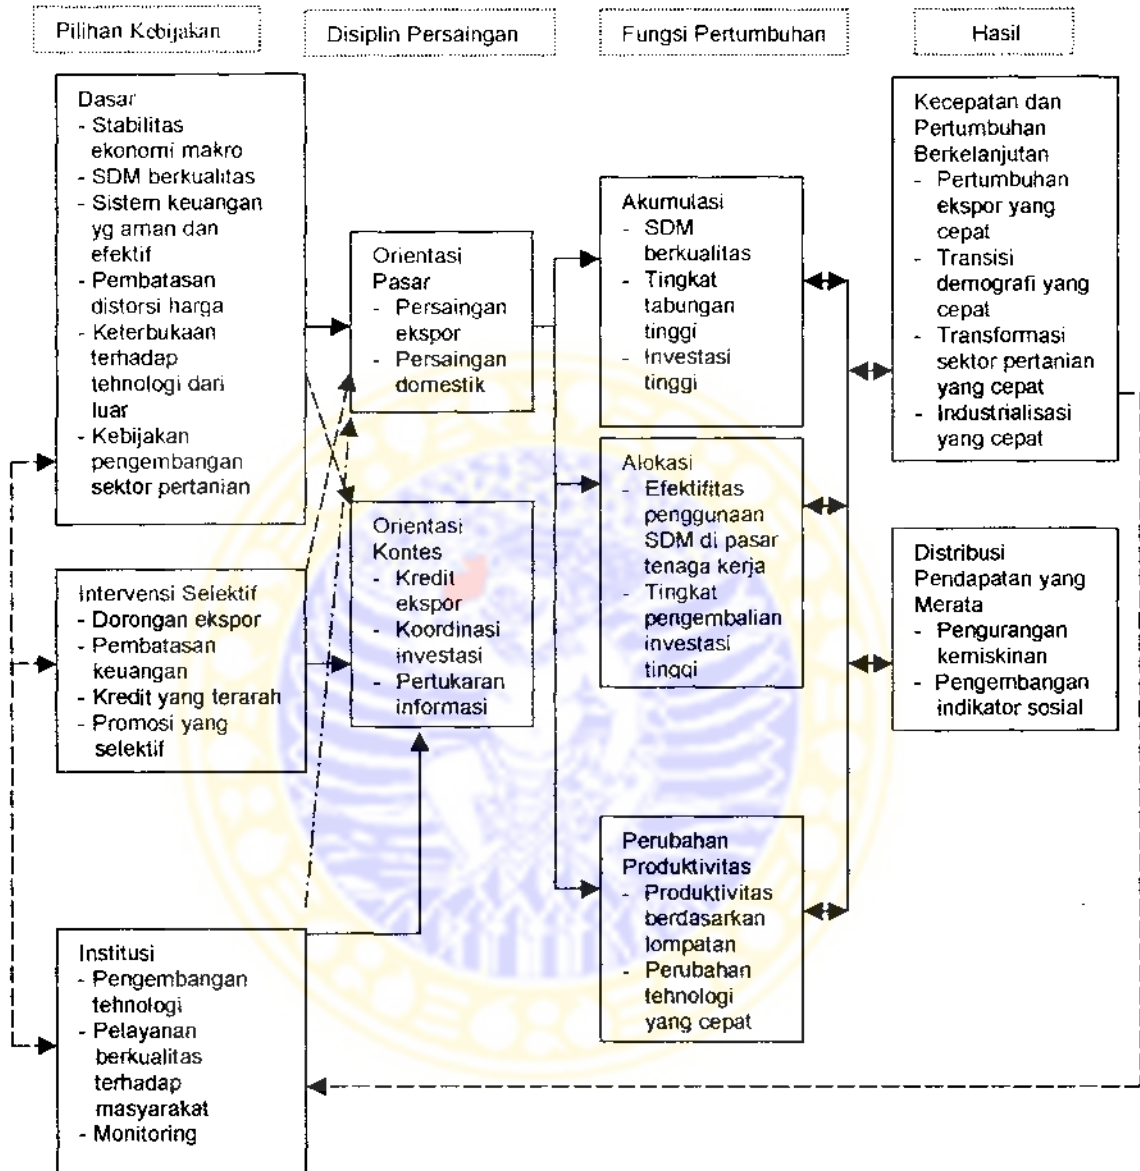 Pilihan Kebijakan
Disiplin Persaingan
Fungsi Pertumbuhan
Hasil
Dasar
- Stabilitas
ekonomi makro
- SDM berkualitas
- Sistem keuangan
yg aman dan
efektif
- Pembatasan
distorsi harga
- Keterbukaan
terhadap
tehnologi dari
luar
- Kebijakan
pengembangan
sektor pertanian
Intervensi Selektif
- Dorongan ekspor
- Pembatasan
keuangan
- Kredit yang terarah
- Promosi yang
selektif
Institusi
- Pengembangan
tehnologi
- Pelayanan
berkualitas
terhadap
masyarakat
- Monitoring
Orientasi
Pasar
- Persaingan
ekspor
- Persaingan
domestik
Orientasi
Kontes
- Kredit
ekspor
- Koordinasi
investasi
- Pertukaran
informasi
Akumulasi
- SDM
berkualitas
- Tingkat
tabungan
tinggi
- Investasi
tinggi
Alokasi
- Efektifitas
penggunaan
SDM di pasar
tenaga kerja
- Tingkat
pengembalian
investasi
tinggi
Perubahan
Produktivitas
- Produktivitas
berdasarkan
lompatan
- Perubahan
tehnologi
yang cepat
Kecepatan dan
Pertumbuhan
Berkelanjutan
- Pertumbuhan
ekspor yang
cepat
- Transisi
demografi yang
cepat
- Transformasi
sektor pertanian
yang cepat
- Industrialisasi
yang cepat
Distribusi
Pendapatan yang
Merata
- Pengurangan
kemiskinan
- Pengembangan
indikator sosial